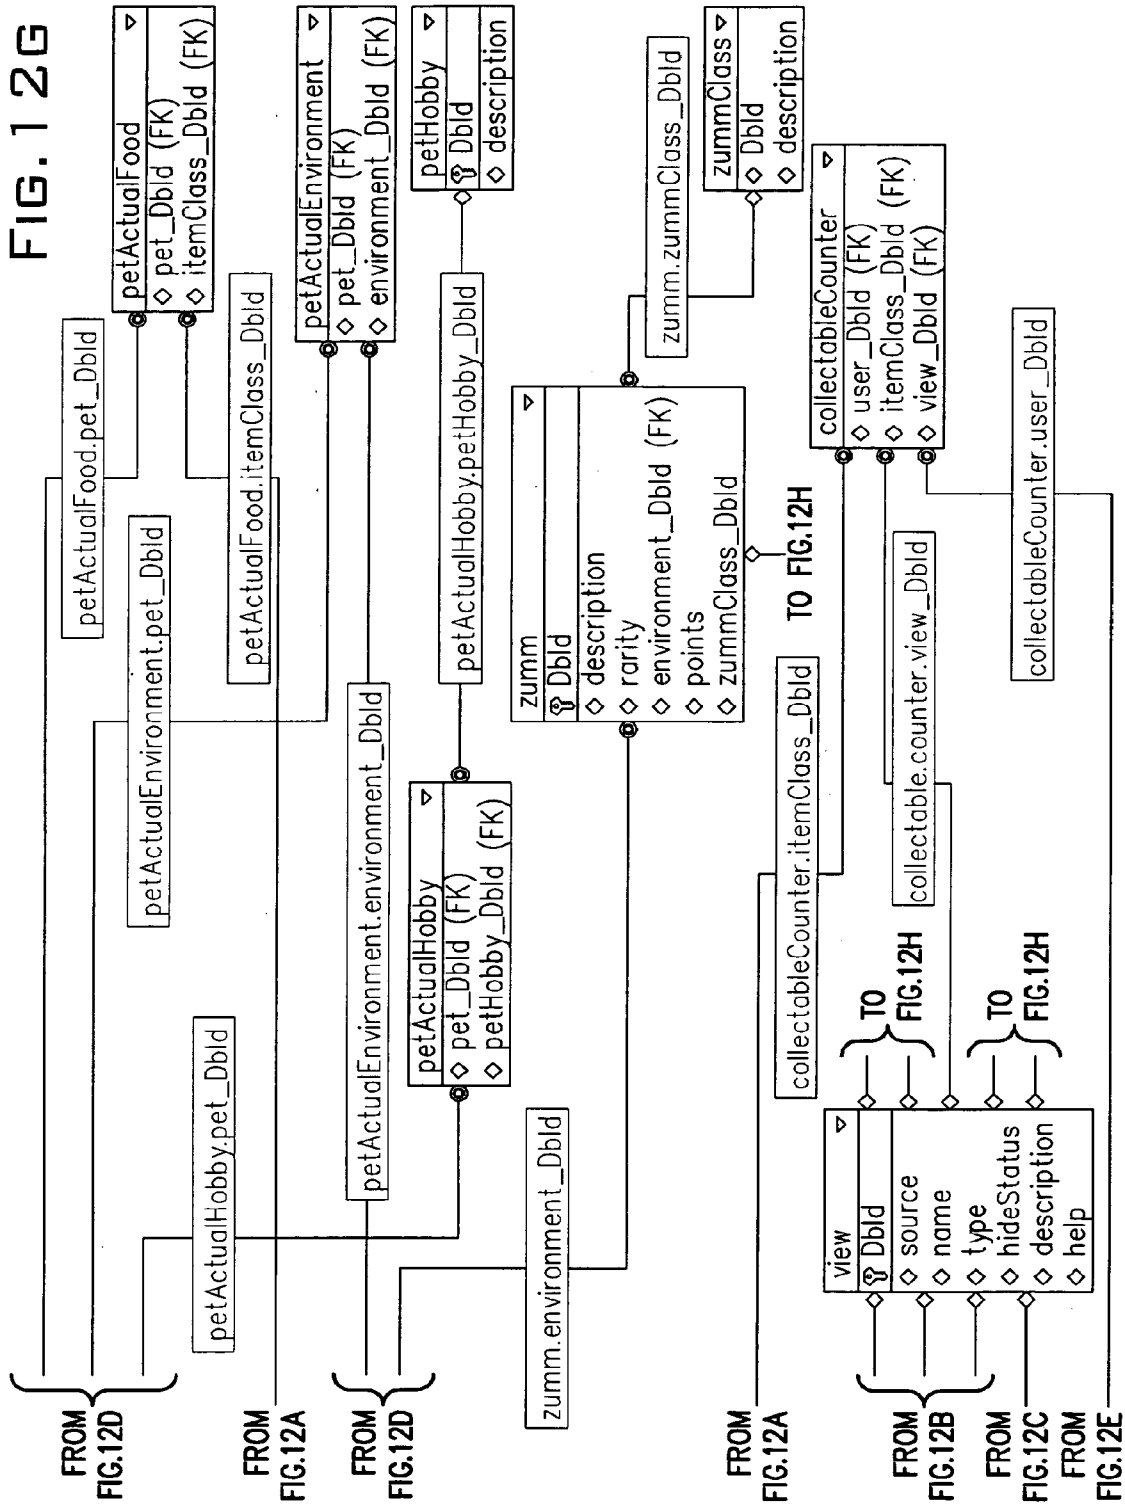 FIG.12G
petActualFood
pet_DbId (FK)
itemClass_DbId (FK)
petActualFood.pet_DbId
petActualEnvironment.pet_DbId
petActualFood.itemClass_DbId
petActualEnvironment
pet_DbId (FK)
environment_DbId (FK)
petActualHobby.pet_DbId
petActualEnvironment.environment_DbId
petHobby
DbId
description
petActualHobby.petHobby_DbId
petActualHobby
pet_DbId (FK)
petHobby_DbId (FK)
zumm.environment_DbId
zumm
DbId
description
rarity
environment_DbId (FK)
points
zummClass_DbId
TO FIG.12H
zumm.zummClass_DbId
zummClass
DbId
description
collectableCounter.itemClass_DbId
collectable.counter.view_DbId
collectableCounter
user_DbId (FK)
itemClass_DbId (FK)
view_DbId (FK)
collectableCounter.user_DbId
view
DbId
source
name
type
hideStatus
description
help
TO
FIG.12H
TO
FIG.12H
FROM
FIG.12D
FROM
FIG.12A
FROM
FIG.12D
FROM
FIG.12A
FROM
FIG.12B
FROM
FIG.12C
FROM
FIG.12E